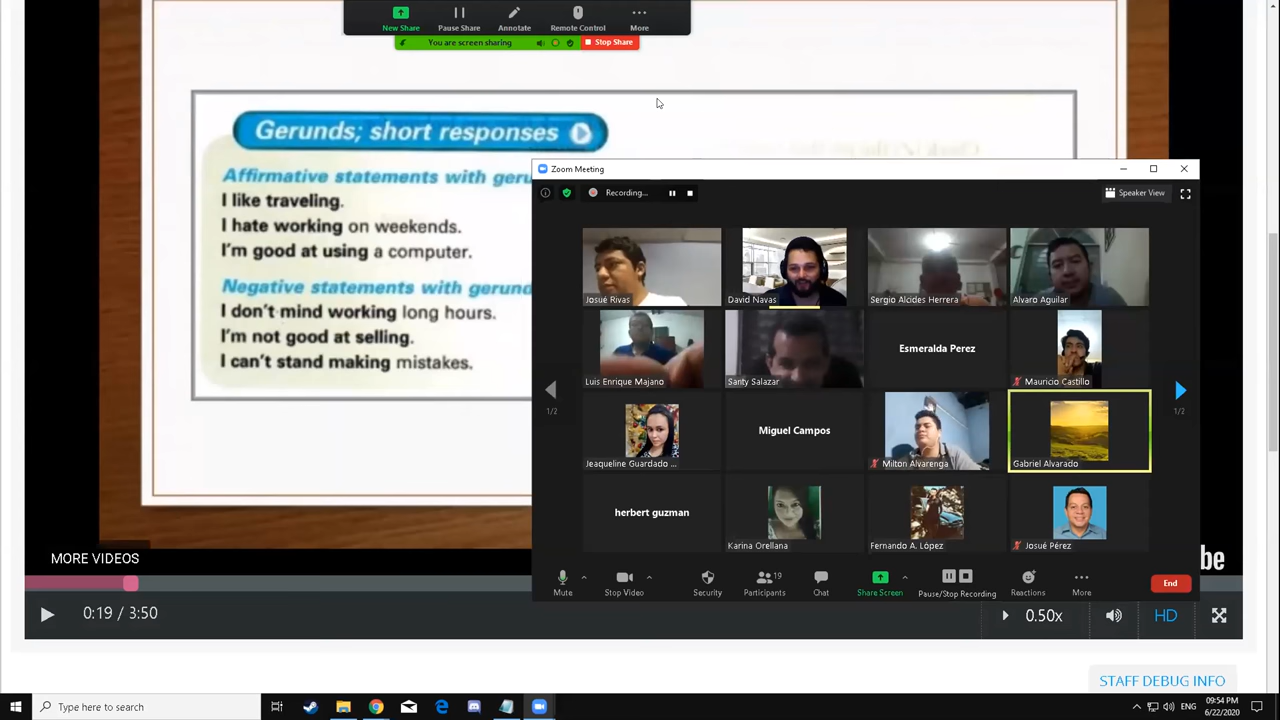 New Share
Pause Share
Annotate
Remote Control
More
You are screen sharing
Stop Share
Gerunds; short responses
Affirmative statements with geru
I like traveling.
I hate working on weekends.
I'm good at using a computer.
Negative statements with gerund
I don't mind working long hours.
I'm not good at selling.
I can't stand making mistakes.
Zoom Meeting
Recording...
Speaker View
Josué Rivas
David Navas
Sergio Alcides Herrera
Alvaro Aguilar
Luis Enrique Majano
Santy Salazar
Esmeralda Perez
Mauricio Castillo
1/2
1/2
Jeaqueline Guardado ...
Miguel Campos
Milton Alvarenga
Gabriel Alvarado
herbert guzman
Karina Orellana
Fernando A. López
Josué Pérez
Mute
Stop Video
Security
Participants
19
Chat
Share Screen
Pause/Stop Recording
Reactions
More
End
MORE VIDEOS
be
0:19 / 3:50
0.50x
HD
STAFF DEBUG INFO
Type here to search
ENG
09:54 PM
6/22/2020